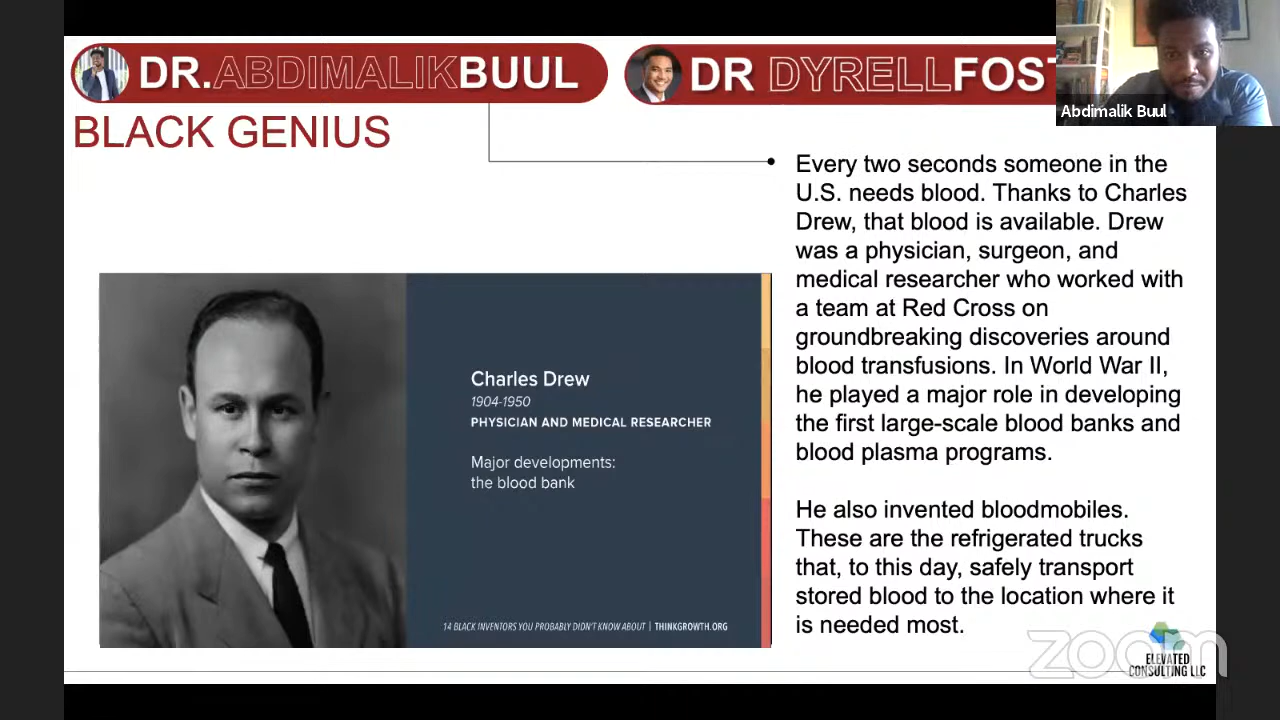 DR.ABDIMALIKBUUL
DR DYRELLFOST
Abdimalik Buul
BLACK GENIUS
Every two seconds someone in the
U.S. needs blood. Thanks to Charles
Drew, that blood is available. Drew
was a physician, surgeon, and
medical researcher who worked with
a team at Red Cross on
groundbreaking discoveries around
blood transfusions. In World War II,
he played a major role in developing
the first large-scale blood banks and
blood plasma programs.
He also invented bloodmobiles.
These are the refrigerated trucks
that, to this day, safely transport
stored blood to the location where it
is needed most.
Charles Drew
1904-1950
PHYSICIAN AND MEDICAL RESEARCHER
Major developments:
the blood bank
14 BLACK INVENTORS YOU PROBABLY DIDN'T KNOW ABOUT | THINKGROWTH.ORG
zoom
ELEVATED
CONSULTING LLC